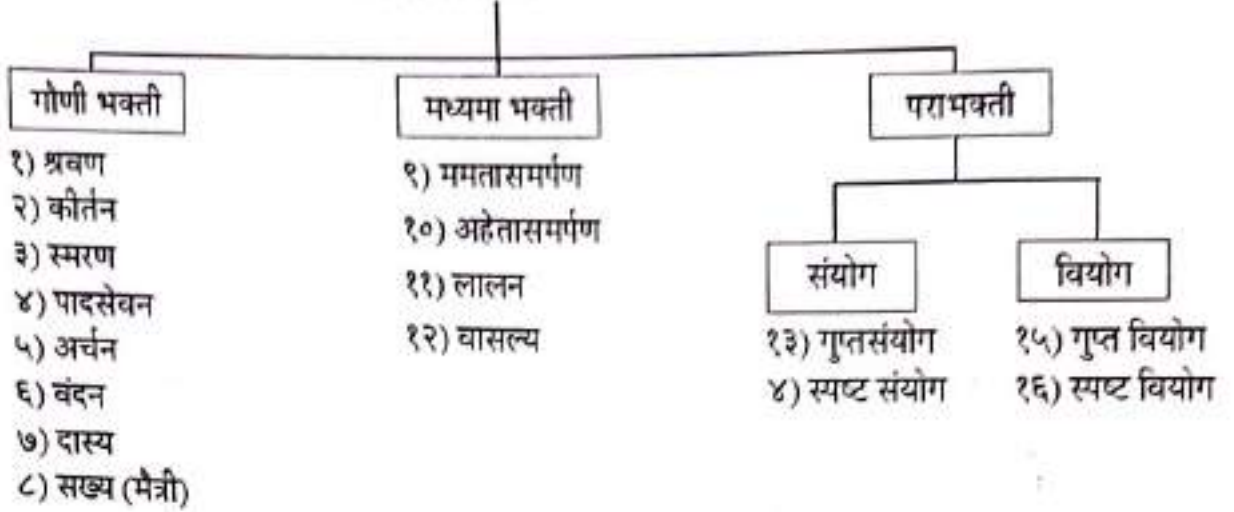 गौणी भक्ती
१) श्रवण
२) कीर्तन
३) स्मरण
४) पादसेवन
५) अर्चन
६) वंदन
७) दास्य
८) सख्य (मैत्री)
मध्यमा भक्ती
९) ममतासमर्पण
१०) अहेतासमर्पण
११) लालन
१२) वासल्य
पराभक्ती
संयोग
१३) गुप्तसंयोग
४) स्पष्ट संयोग
वियोग
१५) गुप्त वियोग
१६) स्पष्ट वियोग